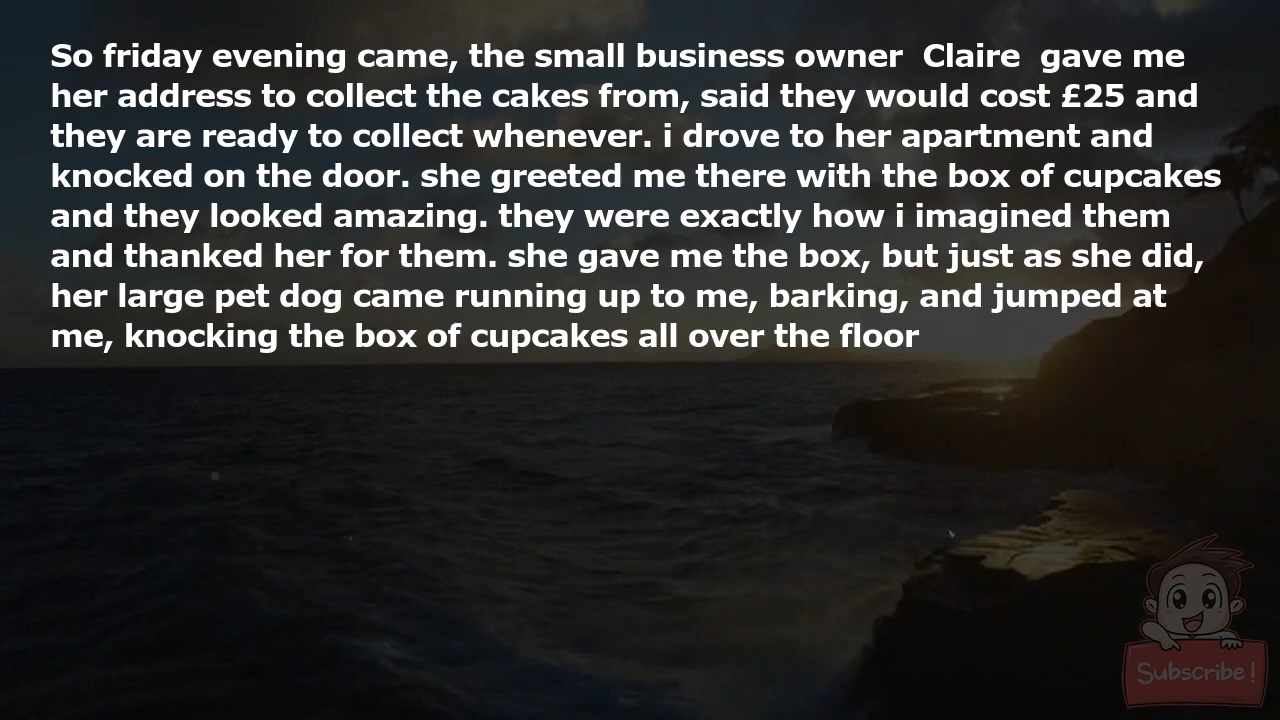 So friday evening came, the small business owner  Claire  gave me
her address to collect the cakes from, said they would cost £25 and
they are ready to collect whenever. i drove to her apartment and
knocked on the door. she greeted me there with the box of cupcakes
and they looked amazing. they were exactly how i imagined them
and thanked her for them. she gave me the box, but just as she did,
her large pet dog came running up to me, barking, and jumped at
me, knocking the box of cupcakes all over the floor
Subscribe!